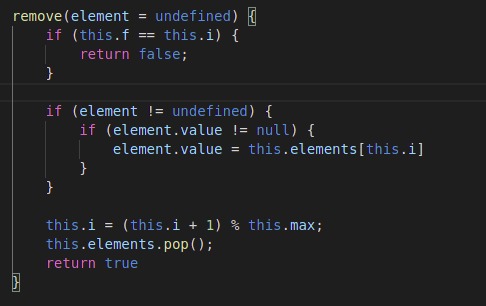 remove(element = undefined) {
if (this.f == this.i) {
return false;
}
if (element != undefined) {
if (element.value != null) {
element.value = this.elements[this.i]
}
}
this.i = (this.i + 1) % this.max;
this.elements.pop();
return true
}